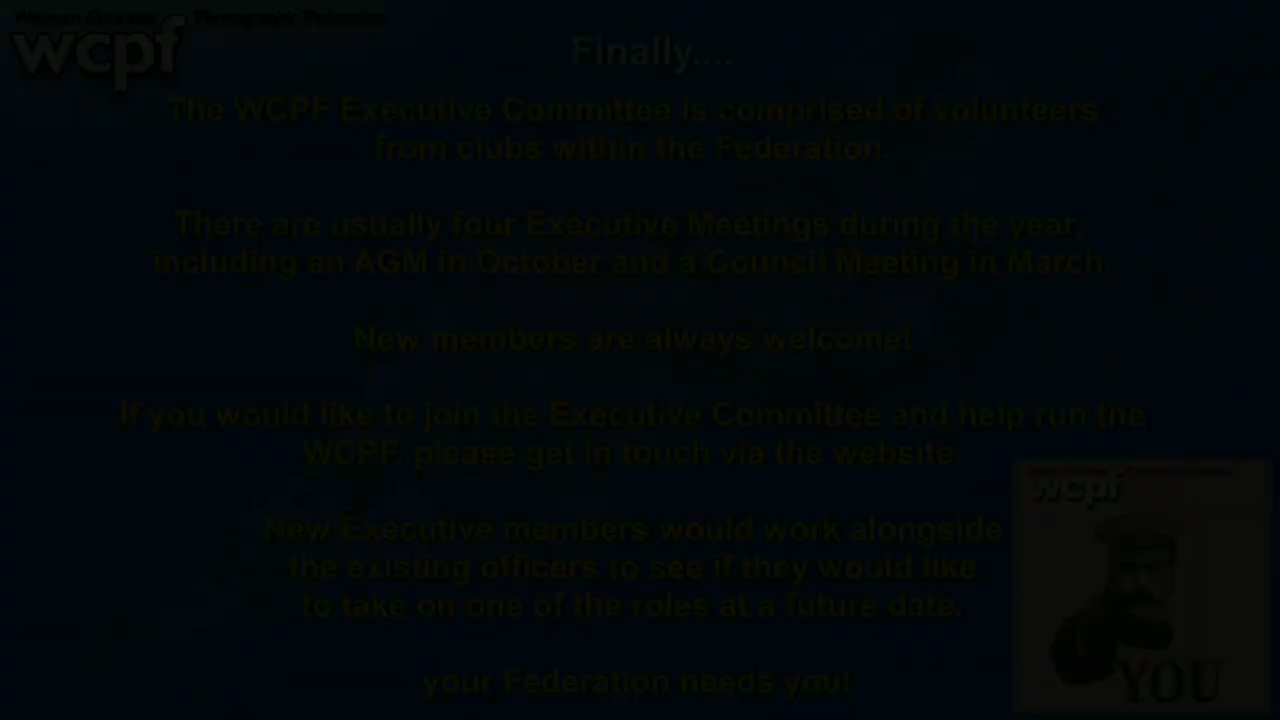 Western Counties Photographic Federation
wcpf
Finally....
The WCPF Executive Committee is comprised of volunteers
from clubs within the Federation.
There are usually four Executive Meetings during the year,
including an AGM in October and a Council Meeting in March.
New members are always welcome!
If you would like to join the Executive Committee and help run the
WCPF, please get in touch via the website.
New Executive members would work alongside
the existing officers to see if they would like
to take on one of the roles at a future date.
wcpf
YOU
your Federation needs you!